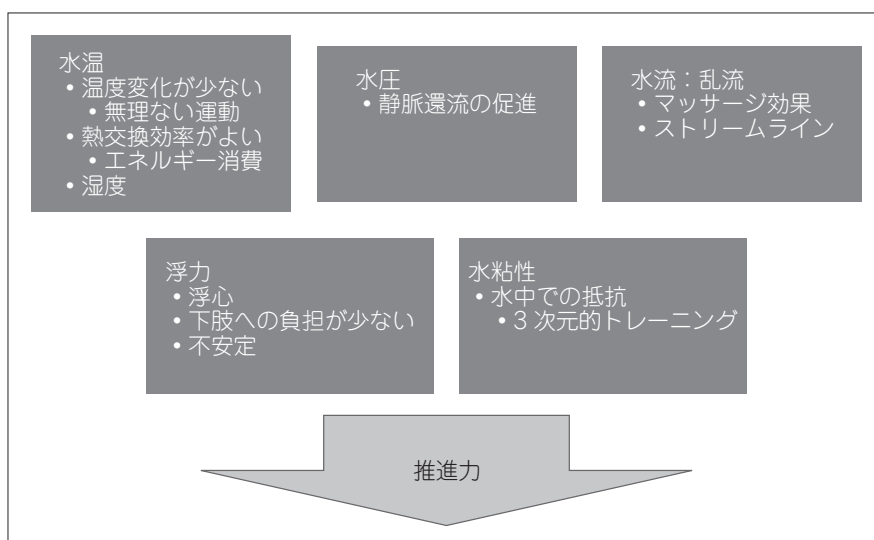 水温
• 温度変化が少ない
• 無理ない運動
• 熱交換効率がよい
• エネルギー消費
• 湿度
水圧
• 静脈還流の促進
水流：乱流
• マッサージ効果
• ストリームライン
浮力
• 浮心
• 下肢への負担が少ない
• 不安定
水粘性
• 水中での抵抗
• 3 次元的トレーニング
推進力